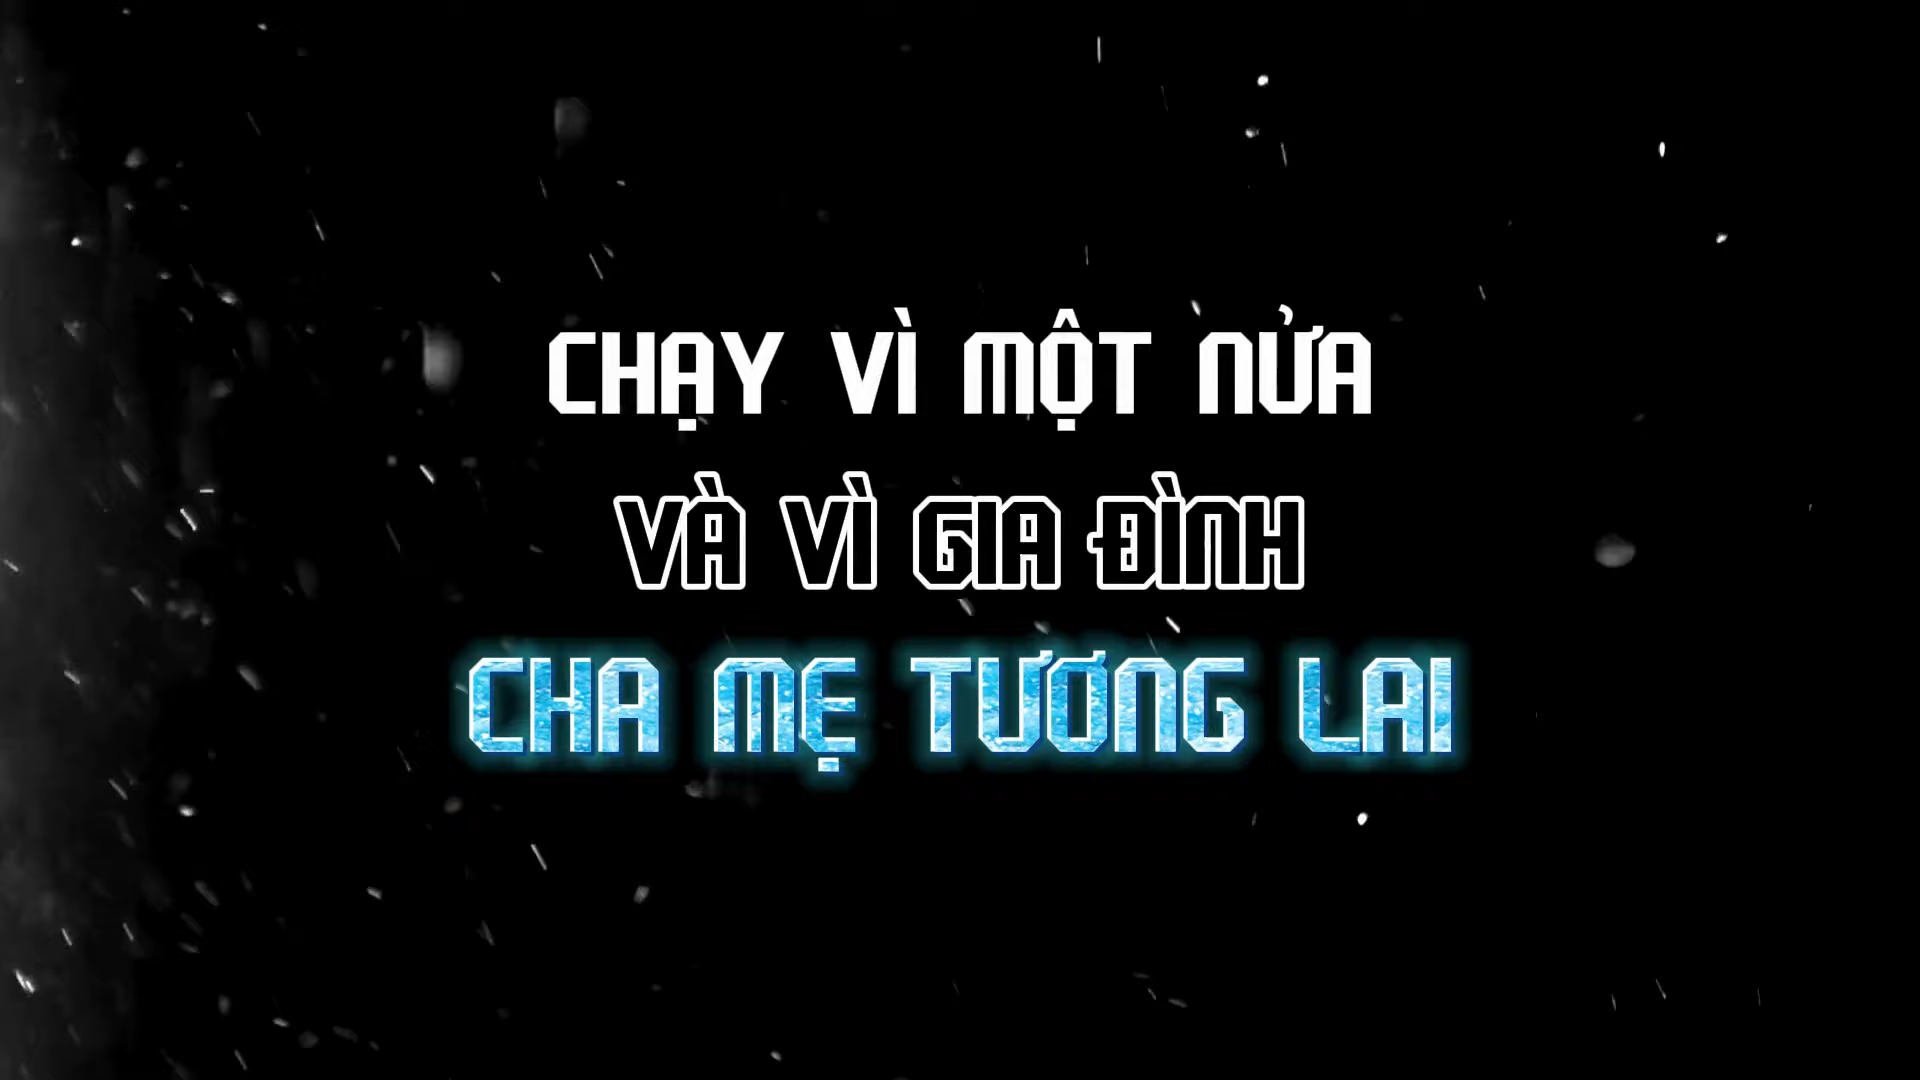 CHẠY VÌ MỘT NỬA
VÀ VÌ GIA ĐÌNH
CHA MẸ TƯƠNG LAI